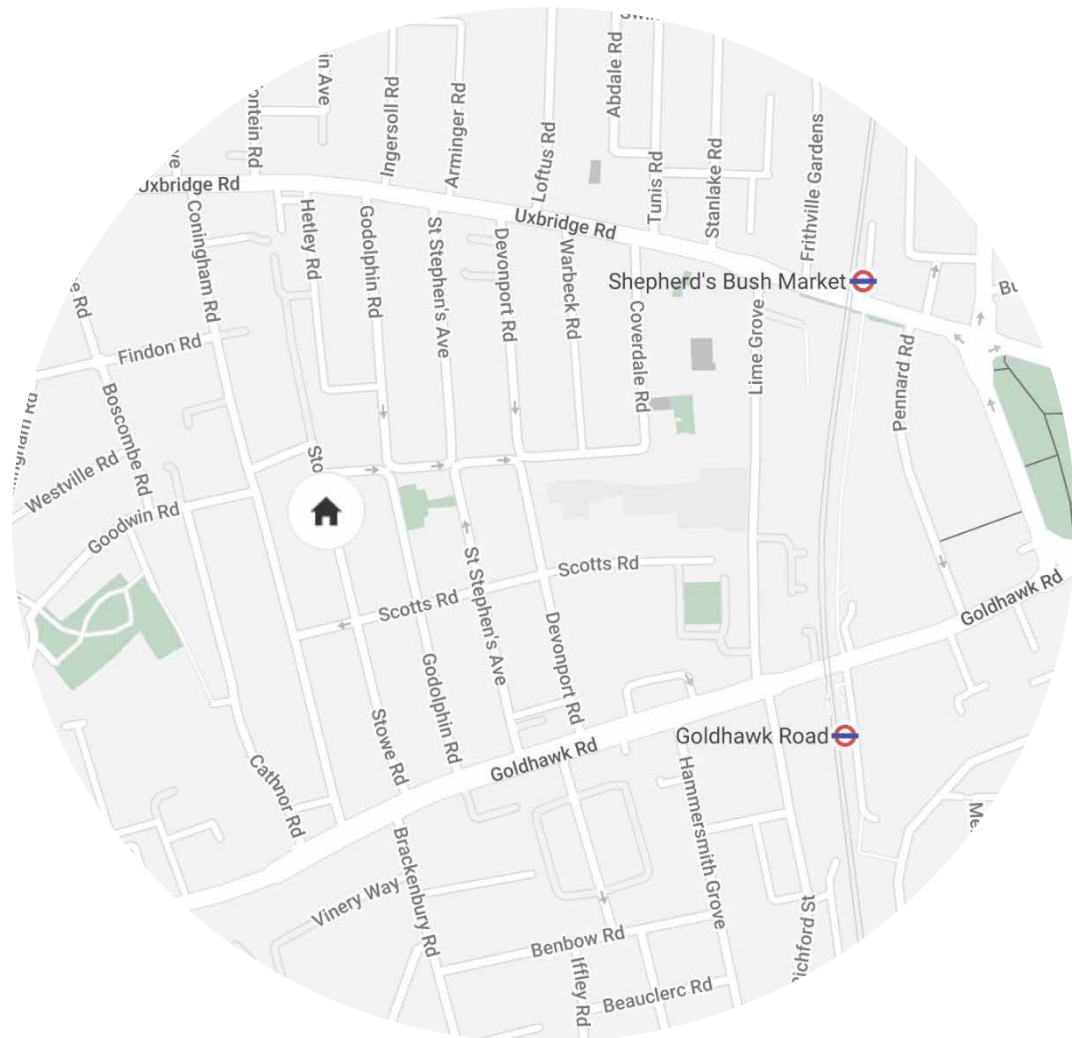 in Ave
Ingersoll Rd
Arminger Rd
Loftus Rd
Abdale Rd
Tunis Rd
Stanlake Rd
Frithville Gardens
Uxbridge Rd
Uxbridge Rd
Coningham Rd
Hetley Rd
Godolphin Rd
St Stephen's Ave
Devonport Rd
Warbeck Rd
Coverdale Rd
Shepherd's Bush Market
Lime Grove
Pennard Rd
Findon Rd
Boscombe Rd
Westville Rd
Goodwin Rd
Sto
Scotts Rd
Scotts Rd
St Stephen's Ave
Devonport Rd
Godolphin Rd
Stowe Rd
Goldhawk Rd
Goldhawk Rd
Goldhawk Road
Cathnor Rd
Brackenbury Rd
Vinery Way
Hammersmith Grove
Benbow Rd
Iffley Rd
Beauclerc Rd